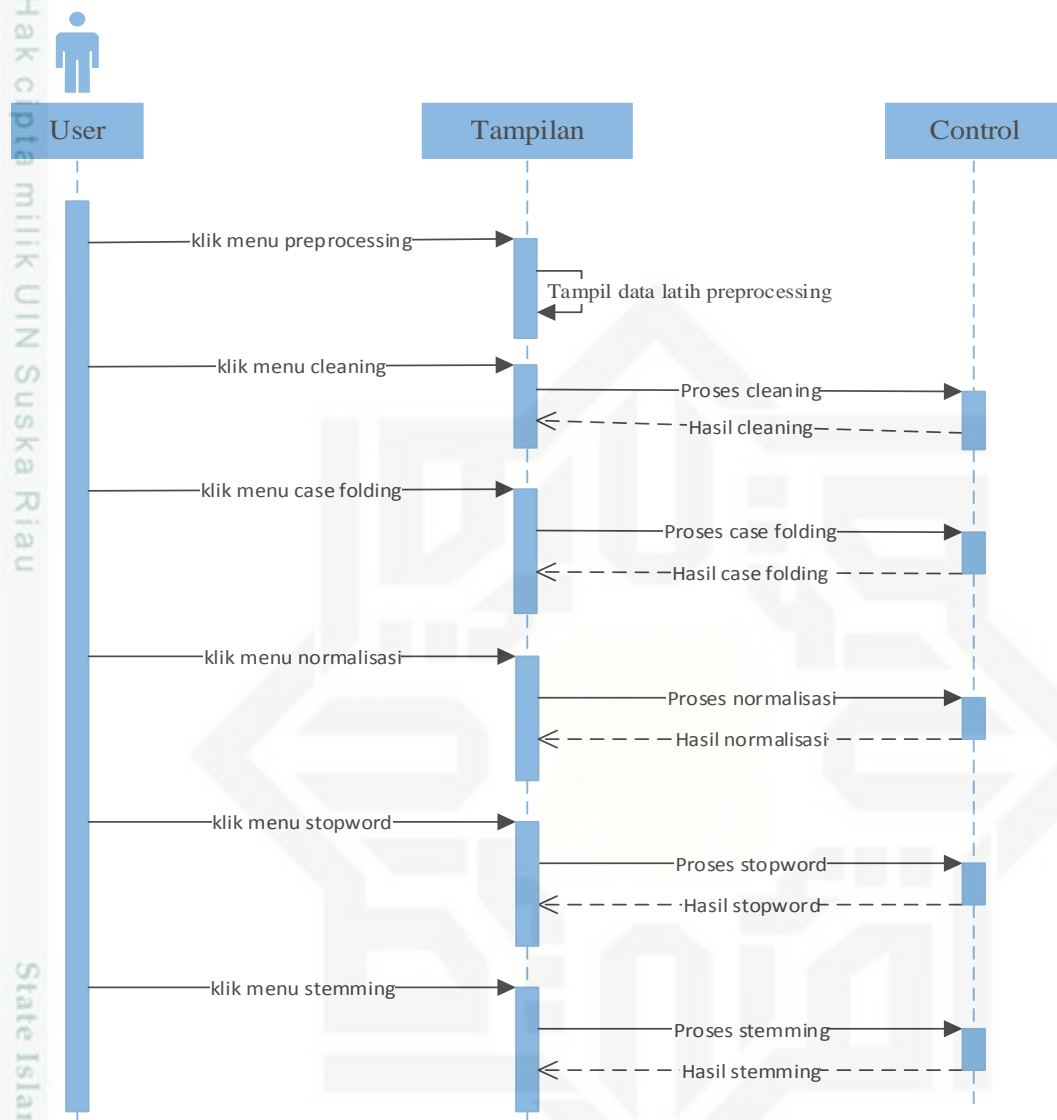 Hak cipta milik UIN Suska Riau
State Islam
User
Tampilan
Control
klik menu preprocessing
Tampil data latih preprocessing
klik menu cleaning
Proses cleaning
Hasil cleaning
klik menu case folding
Proses case folding
Hasil case folding
klik menu normalisasi
Proses normalisasi
Hasil normalisasi
klik menu stopword
Proses stopword
Hasil stopword
klik menu stemming
Proses stemming
Hasil stemming